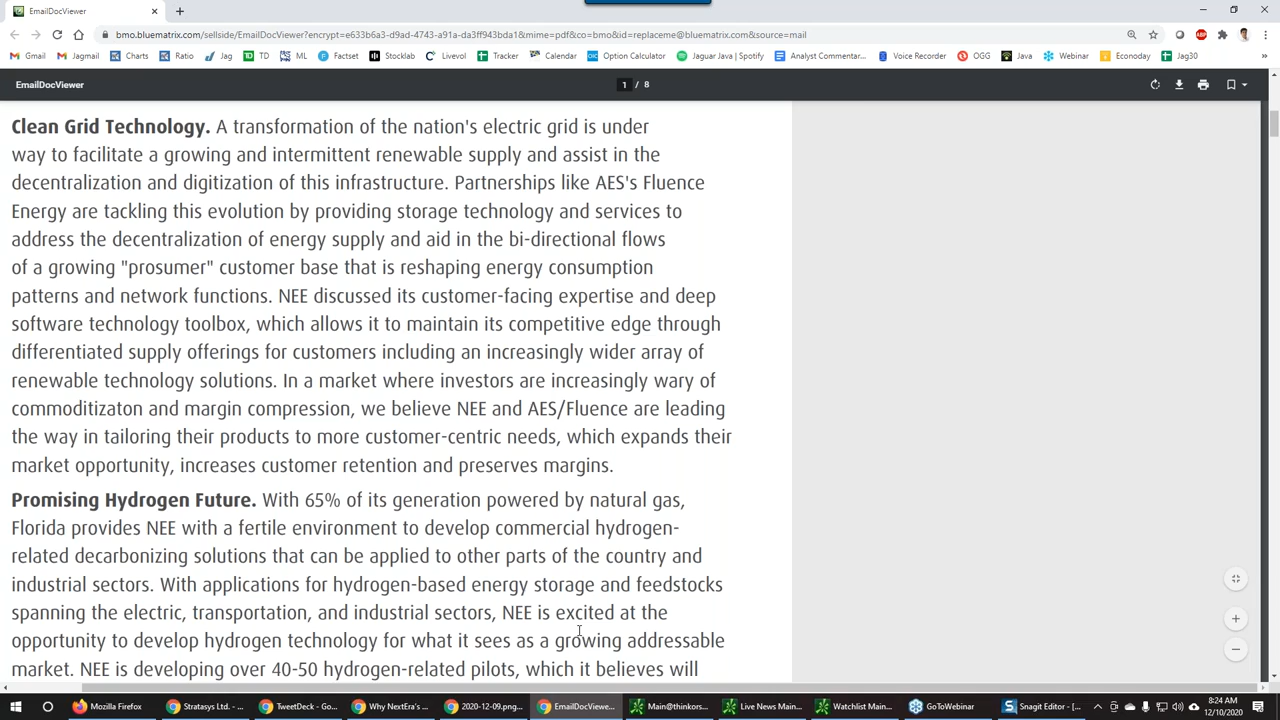 EmailDocViewer
bmo.bluematrix.com/sellside/EmailDocViewer?encrypt=e633b6a3-d9ad-4743-a91a-da3ff943bda1&mime=pdf&co=bmo&id=replaceme@bluematrix.com&source=mail
Gmail Jagmail Charts Ratio Jag TD ML Factset Stocklab Livevol Tracker Calendar Option Calculator Jaguar Java (Spotify) Analyst Commentar... Voice Recorder OGG Java Webinar Econoday Jag30
EmailDocViewer 1 / 8
Clean Grid Technology. A transformation of the nation's electric grid is under
way to facilitate a growing and intermittent renewable supply and assist in the
decentralization and digitization of this infrastructure. Partnerships like AES's Fluence
Energy are tackling this evolution by providing storage technology and services to
address the decentralization of energy supply and aid in the bi-directional flows
of a growing "prosumer" customer base that is reshaping energy consumption
patterns and network functions. NEE discussed its customer-facing expertise and deep
software technology toolbox, which allows it to maintain its competitive edge through
differentiated supply offerings for customers including an increasingly wider array of
renewable technology solutions. In a market where investors are increasingly wary of
commoditizaton and margin compression, we believe NEE and AES/Fluence are leading
the way in tailoring their products to more customer-centric needs, which expands their
market opportunity, increases customer retention and preserves margins.
Promising Hydrogen Future. With 65% of its generation powered by natural gas,
Florida provides NEE with a fertile environment to develop commercial hydrogen-
related decarbonizing solutions that can be applied to other parts of the country and
industrial sectors. With applications for hydrogen-based energy storage and feedstocks
spanning the electric, transportation, and industrial sectors, NEE is excited at the
opportunity to develop hydrogen technology for what it sees as a growing addressable
market. NEE is developing over 40-50 hydrogen-related pilots, which it believes will
Mozilla Firefox Stratasys Ltd. - ... TweetDeck - Go... Why NextEra's ... 2020-12-09.png... EmailDocViewe... Main@thinkors... Live News Main... Watchlist Main... GoToWebinar Snagit Editor - [... 8:24 AM
12/10/2020